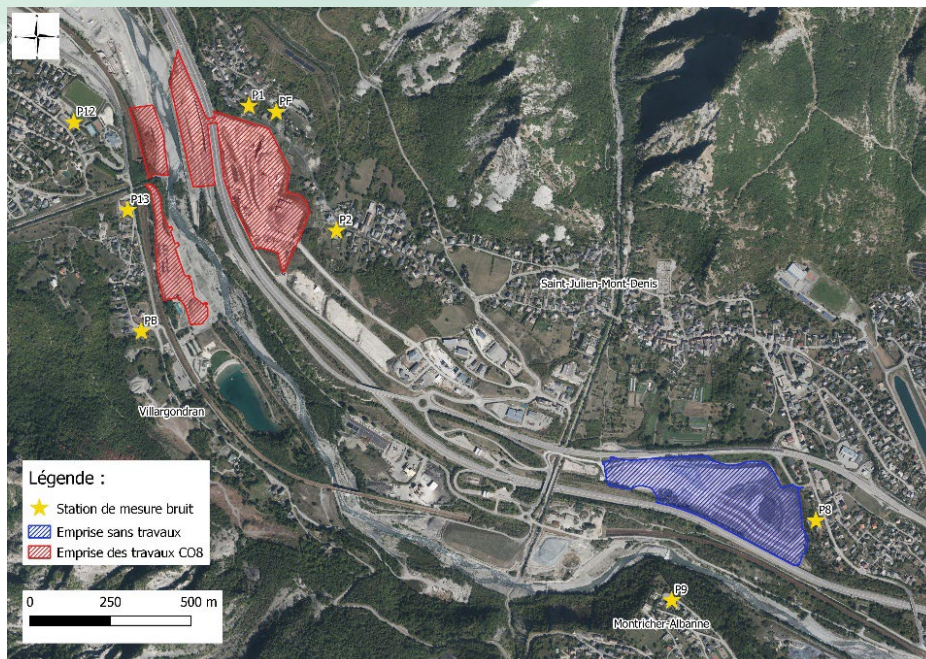 P1
PF
P12
P13
P2
Saint-Julien-Mont-Denis
PB
Villargondran
Légende :
Station de mesure bruit
Emprise sans travaux
Emprise des travaux CO8
0 250 500 m
P8
P9
Montricher-Albanne